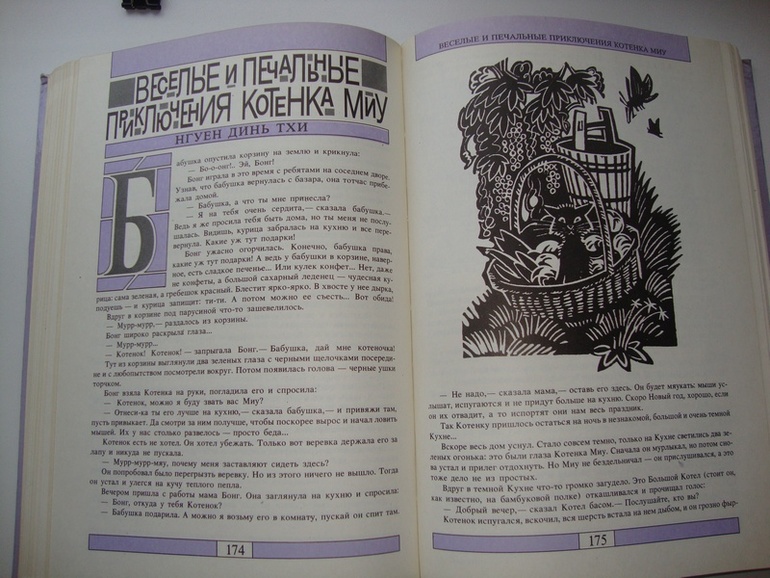 ВЕСЕЛЫЕ И ПЕЧАЛЬНЫЕ
ПРИКЛЮЧЕНИЯ КОТЕНКА МИУ
НГУЕН ДИНЬ ТХИ
Бабушка опустила корзину на землю и крикнула:
— Бо-о-онг!.. Эй, Бонг!
Бонг играла в это время с ребятами на соседнем дворе.
Узнав, что бабушка вернулась с базара, она тотчас прибе-
жала домой.
— Бабушка, а что ты мне принесла?
— Я на тебя очень сердита,— сказала бабушка.—
Ведь я же просила тебя быть дома, но ты меня не послу-
шалась. Видишь, курица забралась на кухню и все пере-
вернула. Какие уж тут подарки!
Бонг ужасно огорчилась. Конечно, бабушка права,
какие уж тут подарки! А ведь у бабушки в корзине, навер-
ное, есть сладкое печенье... Или кулек конфет... Нет, даже
не конфеты, а большой сахарный леденец — чудесная ку-
рица: сама зеленая, а гребешок красный. Блестит ярко-ярко. В хвосте у нее дырка,
подуешь — и курица запищит: ти-ти. А потом можно ее съесть... Вот обида!
Вдруг в корзине под парусиной что-то зашевелилось.
— Мурр-мурр,— раздалось из корзины.
Бонг широко раскрыла глаза...
— Мурр-мурр...
— Котенок! Котенок! — запрыгала Бонг.— Бабушка, дай мне котеночка!
Тут из корзины выглянули два зеленых глаза с черными щелочками посереди-
не и с любопытством посмотрели вокруг. Потом появилась голова — черные ушки
торчком.
Бонг взяла Котенка на руки, погладила его и спросила:
— Котенок, можно я буду звать вас Миу?
— Отнеси-ка ты его лучше на кухню,— сказала бабушка,— и привяжи там,
пусть привыкает. Да смотри за ним получше, чтобы поскорее вырос и начал ловить
мышей. Их у нас столько развелось — просто беда...
Котенок есть не хотел. Он хотел убежать. Только вот веревка держала его за
лапу и никуда не пускала.
— Мурр-мурр-мяу, почему меня заставляют сидеть здесь?
Он попробовал было перегрызть веревку. Но из этого ничего не вышло. Тогда
он устал и улегся на кучу теплого пепла.
Вечером пришла с работы мама Бонг. Она заглянула на кухню и спросила:
— Бонг, откуда у тебя Котенок?
— Бабушка подарила. А можно я возьму его в комнату, пускай он спит там.
174
ВЕСЕЛЫЕ И ПЕЧАЛЬНЫЕ ПРИКЛЮЧЕНИЯ КОТЕНКА МИУ
— Не надо,— сказала мама,— оставь его здесь. Он будет мяукать: мыши ус-
лышат, испугаются и не придут больше на кухню. Скоро Новый год, хорошо, если
он их отвадит, а то испортят они нам весь праздник.
Так Котенку пришлось остаться на ночь в незнакомой, большой и очень темной
Кухне...
Вскоре весь дом уснул. Стало совсем темно, только на Кухне светились два зе-
леных огонька: это были глаза Котенка Миу. Сначала он мурлыкал, но потом сно-
ва устал и прилег отдохнуть. Но Миу не бездельничал — он прислушивался, а это
тоже дело не из простых.
Вдруг в темной Кухне что-то громко загудело. Это Большой Котел (стоит он,
как известно, на бамбуковой полке) откашливался и прочищал голос:
— Добрый вечер,— сказал Котел басом.— Послушайте, кто вы?
Котенок испугался, вскочил, вся шерсть встала на нем дыбом, и он грозно фыр-
175